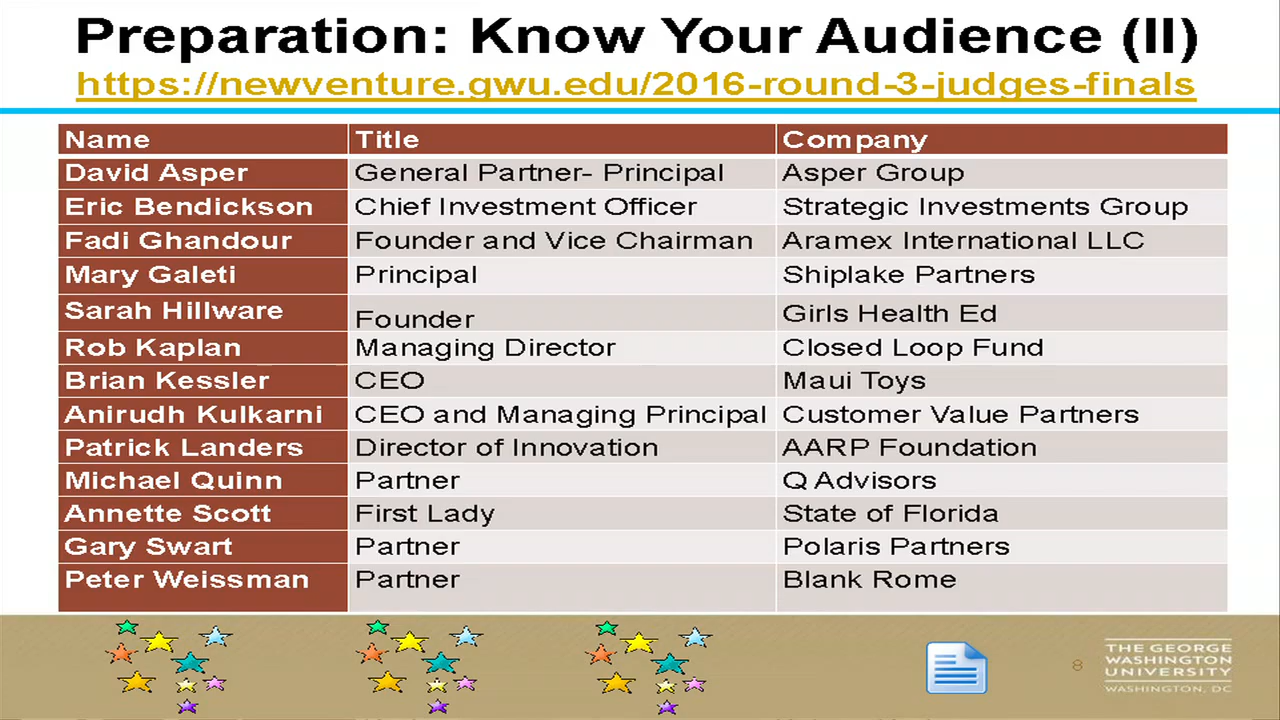 Preparation: Know Your Audience (II)
https://newventure.gwu.edu/2016-round-3-judges-finals
Name Title Company
David Asper General Partner- Principal Asper Group
Eric Bendickson Chief Investment Officer Strategic Investments Group
Fadi Ghandour Founder and Vice Chairman Aramex International LLC
Mary Galeti Principal Shiplake Partners
Sarah Hillware Founder Girls Health Ed
Rob Kaplan Managing Director Closed Loop Fund
Brian Kessler CEO Maui Toys
Anirudh Kulkarni CEO and Managing Principal Customer Value Partners
Patrick Landers Director of Innovation AARP Foundation
Michael Quinn Partner Q Advisors
Annette Scott First Lady State of Florida
Gary Swart Partner Polaris Partners
Peter Weissman Partner Blank Rome
8
THE GEORGE
WASHINGTON
UNIVERSITY
WASHINGTON, DC